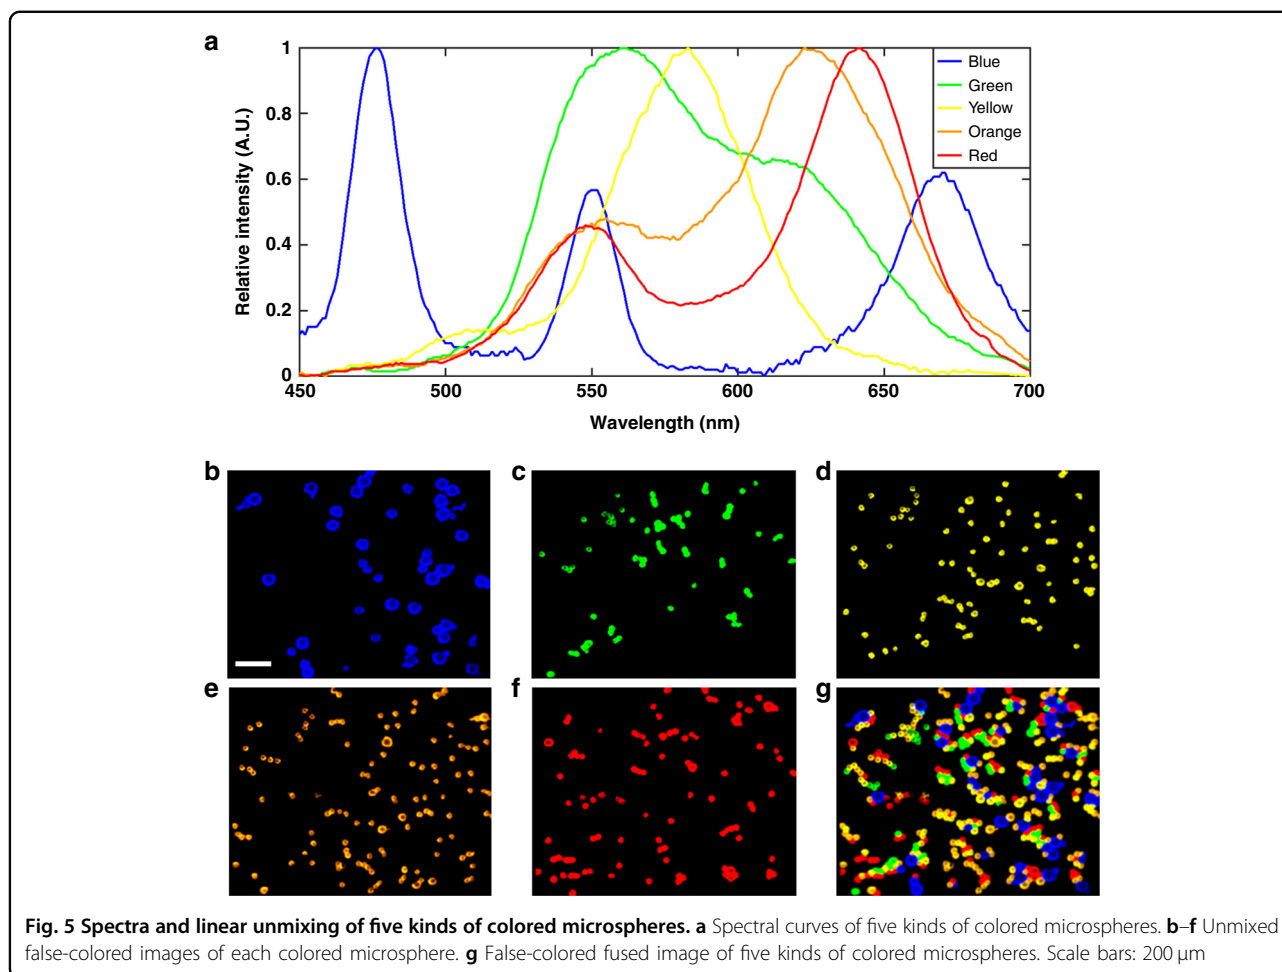 a
1
0.8
0.6
0.4
0.2
0
Relative intensity (A.U.)
450 500 550 600 650 700
Wavelength (nm)
Blue
Green
Yellow
Orange
Red
b c d
e f g
Fig. 5 Spectra and linear unmixing of five kinds of colored microspheres. a Spectral curves of five kinds of colored microspheres. b–f Unmixed
false-colored images of each colored microsphere. g False-colored fused image of five kinds of colored microspheres. Scale bars: 200 μm